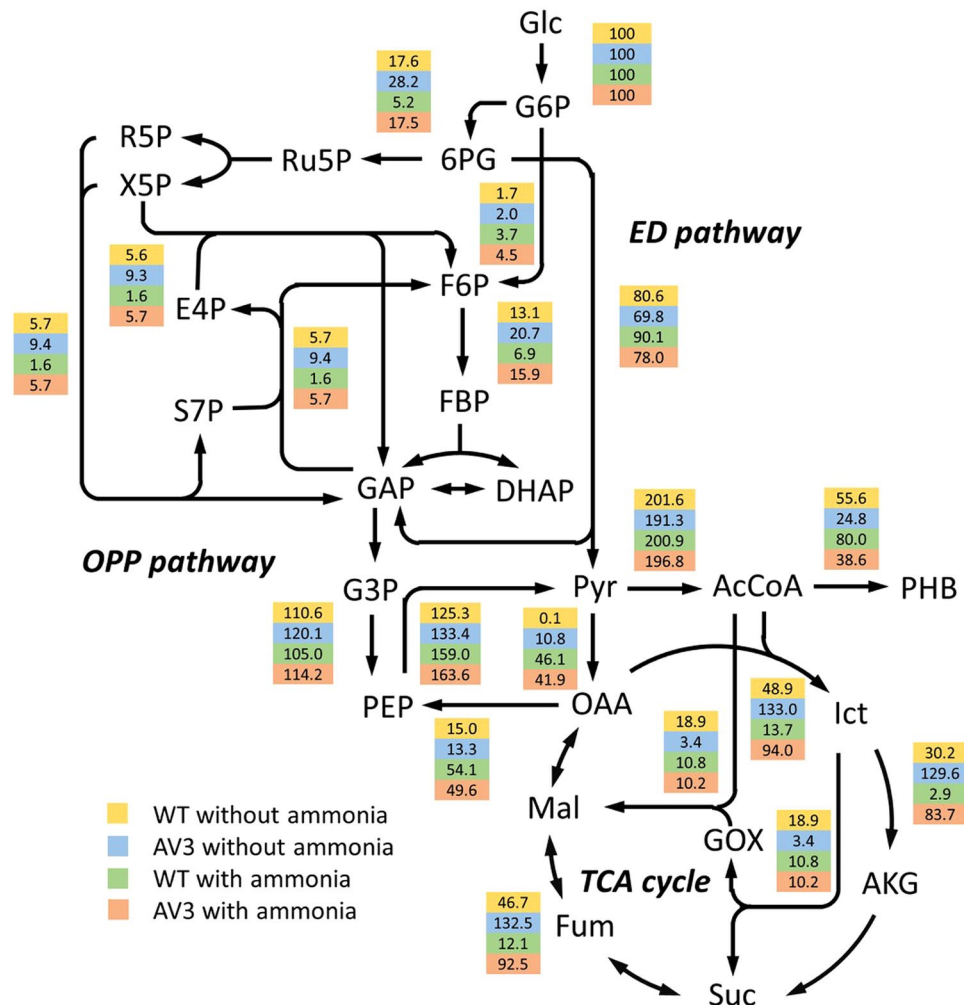 Glc
100
100
100
100
17.6
28.2
5.2
17.5
G6P
R5P
Ru5P
6PG
X5P
1.7
2.0
3.7
4.5
ED pathway
5.6
9.3
1.6
5.7
E4P
F6P
80.6
69.8
90.1
78.0
5.7
9.4
1.6
5.7
5.7
9.4
1.6
5.7
13.1
20.7
6.9
15.9
S7P
FBP
GAP
DHAP
OPP pathway
201.6
191.3
200.9
196.8
55.6
24.8
80.0
38.6
G3P
Pyr
AcCoA
PHB
110.6
120.1
105.0
114.2
125.3
133.4
159.0
163.6
0.1
10.8
46.1
41.9
PEP
OAA
Ict
48.9
133.0
13.7
94.0
15.0
13.3
54.1
49.6
18.9
3.4
10.8
10.2
30.2
129.6
2.9
83.7
Mal
GOX
18.9
3.4
10.8
10.2
AKG
TCA cycle
46.7
132.5
12.1
92.5
Fum
Suc
WT without ammonia
AV3 without ammonia
WT with ammonia
AV3 with ammonia